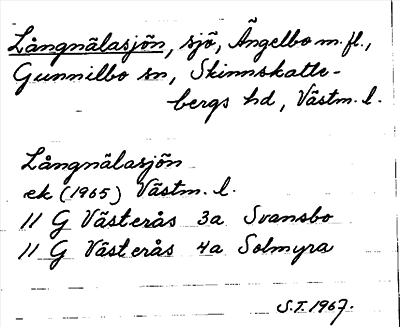 Långnälasjön, sjö, Ängelbo m. fl.,
Gunnilbo sn, Skinnskatte-
bergs hd, Västm. l.
Långnälasjön
ek (1965) Västm. l.
11 G Västerås 3a Svansbo
11 G Västerås 4a Solmyra
S.T. 1967.